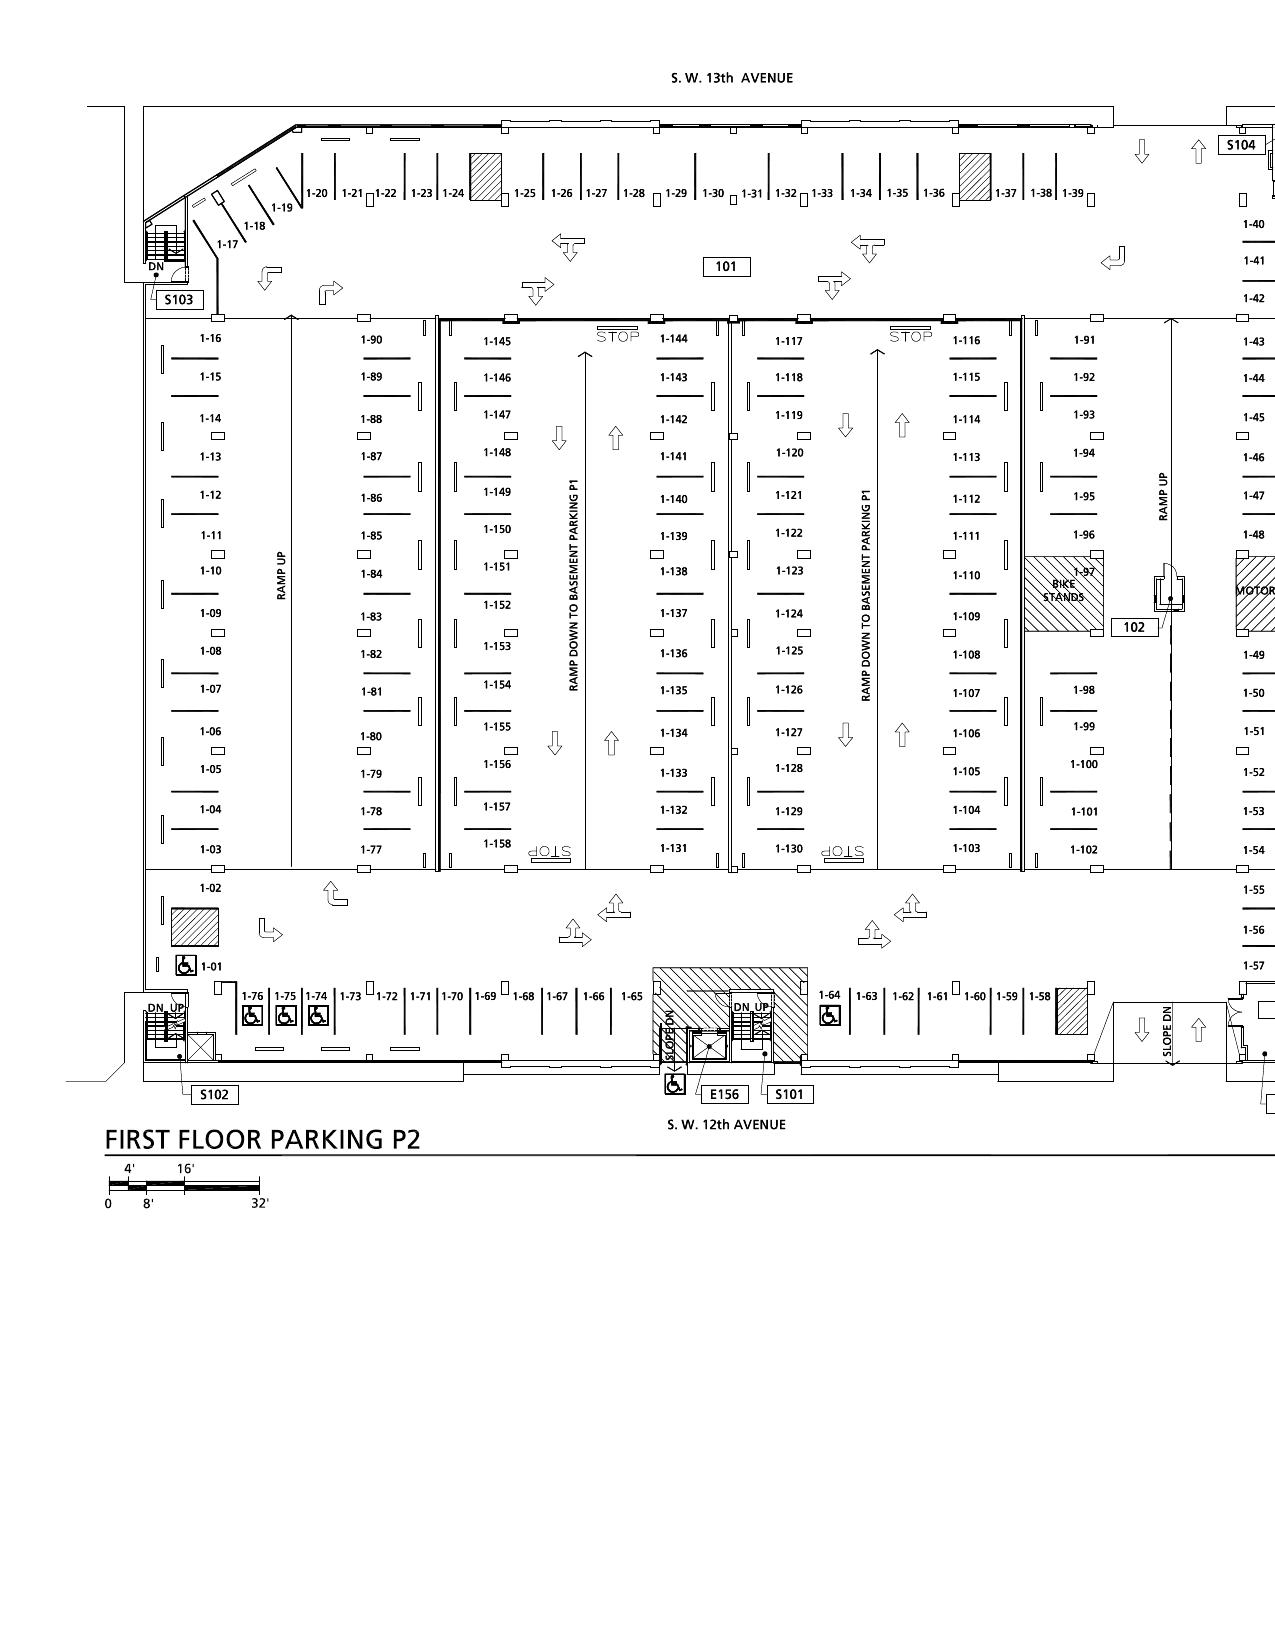 S. W. 13th AVENUE
S104
1-20 1-21 1-22 1-23 1-24 1-25 1-26 1-27 1-28 1-29 1-30 1-31 1-32 1-33 1-34 1-35 1-36 1-37 1-38 1-39
1-19
1-18
1-17
1-40
1-41
1-42
DN
S103
101
STOP
STOP
1-16 1-90 1-145 1-144 1-117 1-116 1-91 1-43
1-15 1-89 1-146 1-143 1-118 1-115 1-92 1-44
1-14 1-88 1-147 1-142 1-119 1-114 1-93 1-45
1-13 1-87 1-148 1-141 1-120 1-113 1-94 1-46
1-12 1-86 1-149 1-140 1-121 1-112 1-95 1-47
1-11 1-85 1-150 1-139 1-122 1-111 1-96 1-48
1-10 1-84 1-151 1-138 1-123 1-110 1-97
1-09 1-83 1-152 1-137 1-124 1-109
1-08 1-82 1-153 1-136 1-125 1-108 1-49
1-07 1-81 1-154 1-135 1-126 1-107 1-98 1-50
1-06 1-80 1-155 1-134 1-127 1-106 1-99 1-51
1-05 1-79 1-156 1-133 1-128 1-105 1-100 1-52
1-04 1-78 1-157 1-132 1-129 1-104 1-101 1-53
1-03 1-77 1-158 1-131 1-130 1-103 1-102 1-54
RAMP UP
RAMP DOWN TO BASEMENT PARKING P1
RAMP DOWN TO BASEMENT PARKING P1
RAMP UP
BIKE
STANDS
MOTOR
102
STOP
STOP
1-02
1-01
1-55
1-56
1-57
1-76 1-75 1-74 1-73 1-72 1-71 1-70 1-69 1-68 1-67 1-66 1-65
1-64 1-63 1-62 1-61 1-60 1-59 1-58
DN UP
DN UP
SLOPE DN
SLOPE DN
S102
E156
S101
S. W. 12th AVENUE
FIRST FLOOR PARKING P2
4' 16'
0 8' 32'